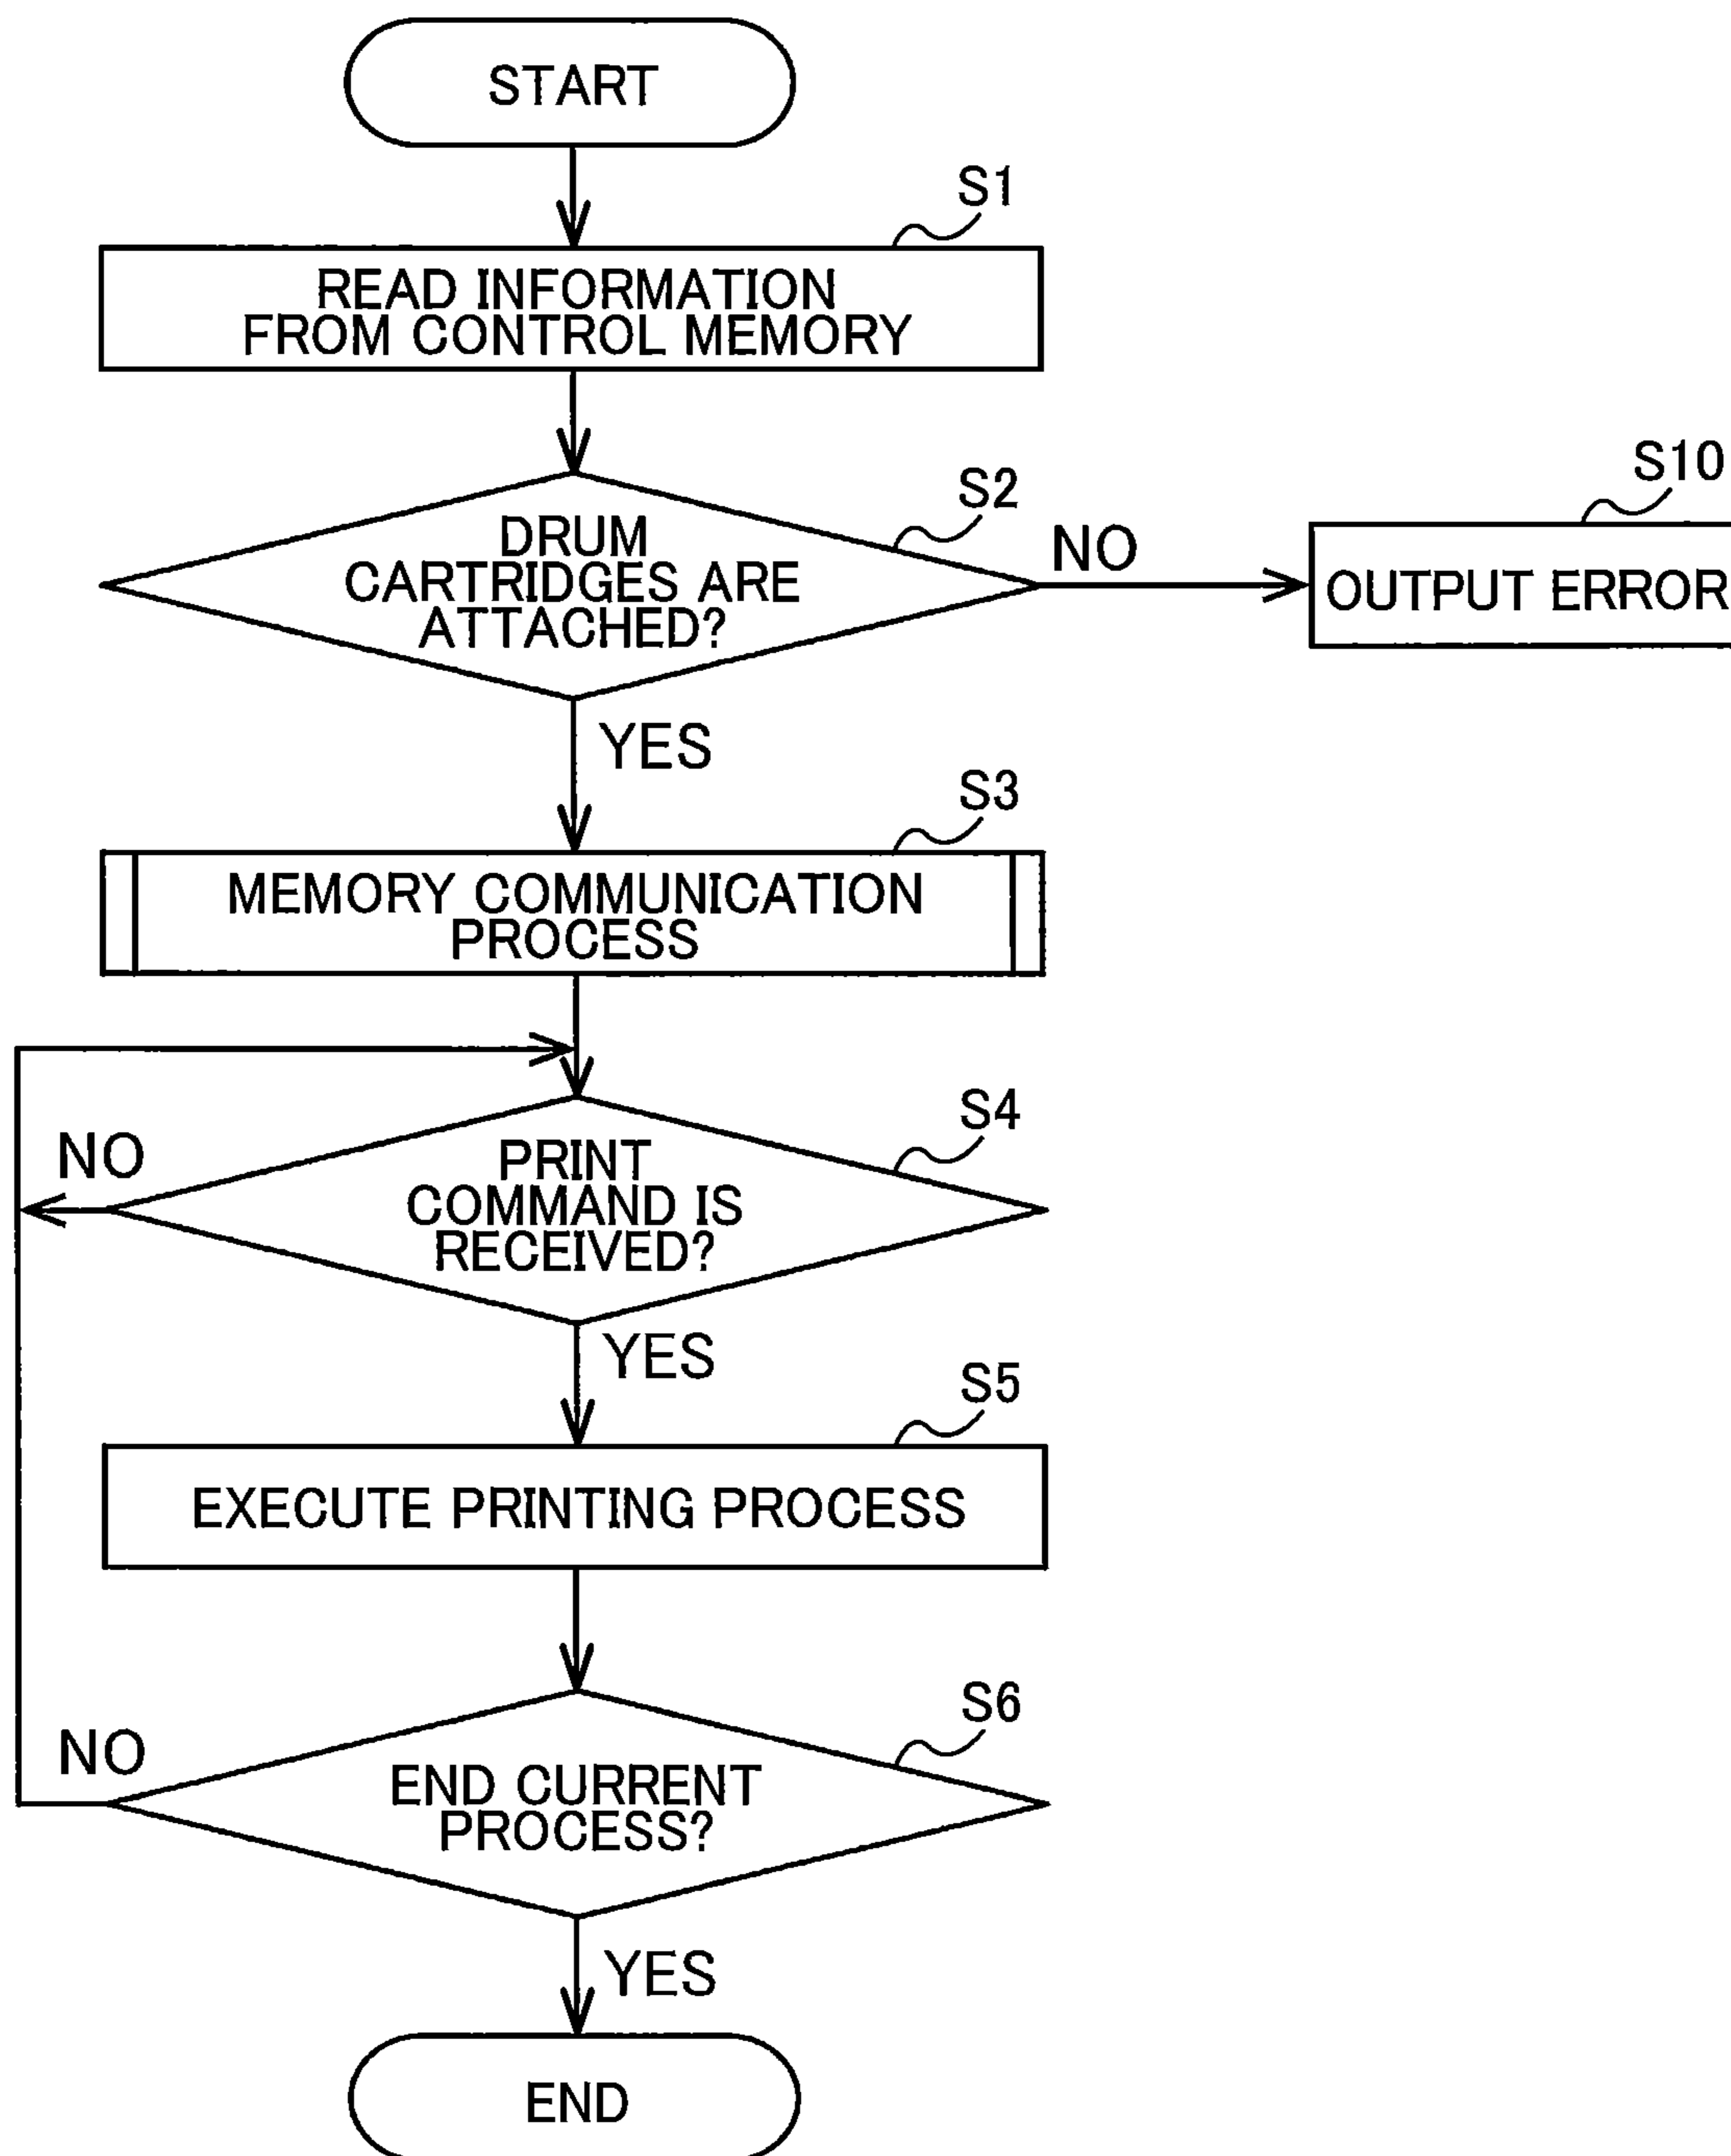 START
S1
READ INFORMATION
FROM CONTROL MEMORY
S2
DRUM
CARTRIDGES ARE
ATTACHED?
NO
S10
OUTPUT ERROR
YES
S3
MEMORY COMMUNICATION
PROCESS
S4
NO
PRINT
COMMAND IS
RECEIVED?
YES
S5
EXECUTE PRINTING PROCESS
S6
NO
END CURRENT
PROCESS?
YES
END